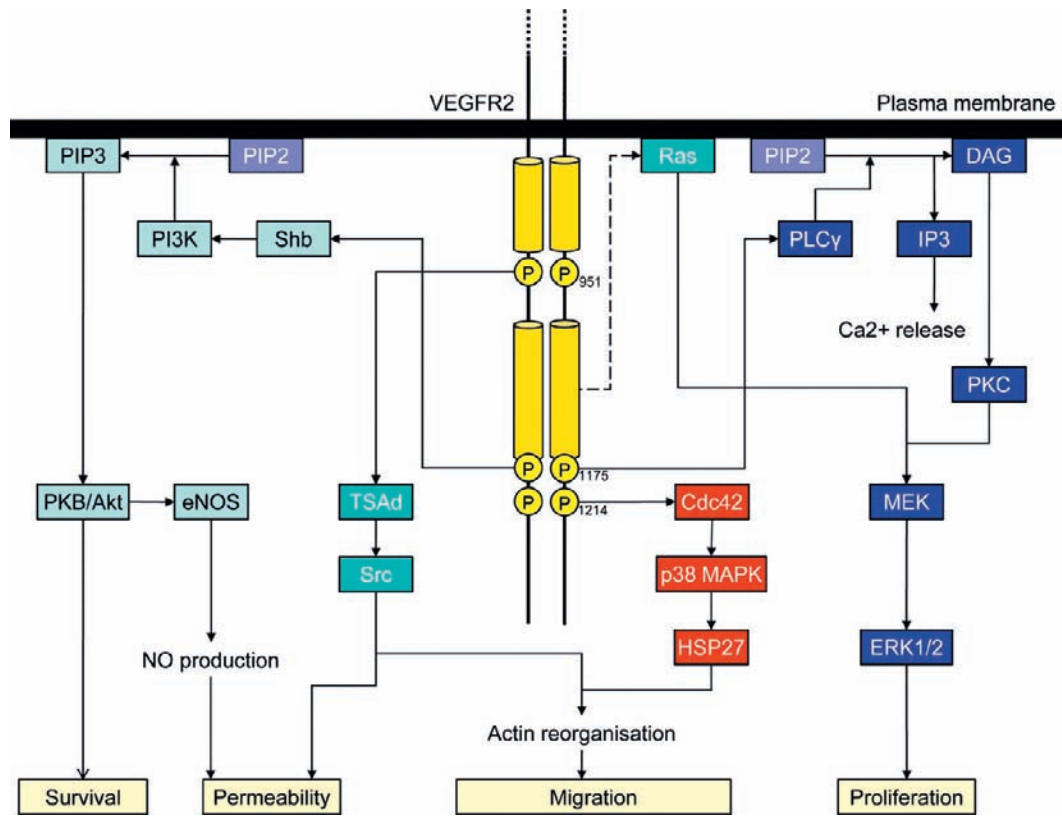 VEGFR2
Plasma membrane
PIP3
PIP2
Ras
PIP2
DAG
PI3K
Shb
PLCγ
IP3
P
P
951
Ca2+ release
PKC
P
P
1175
PKB/Akt
eNOS
TSAd
P
P
1214
Cdc42
MEK
Src
p38 MAPK
NO production
HSP27
ERK1/2
Actin reorganisation
Survival
Permeability
Migration
Proliferation